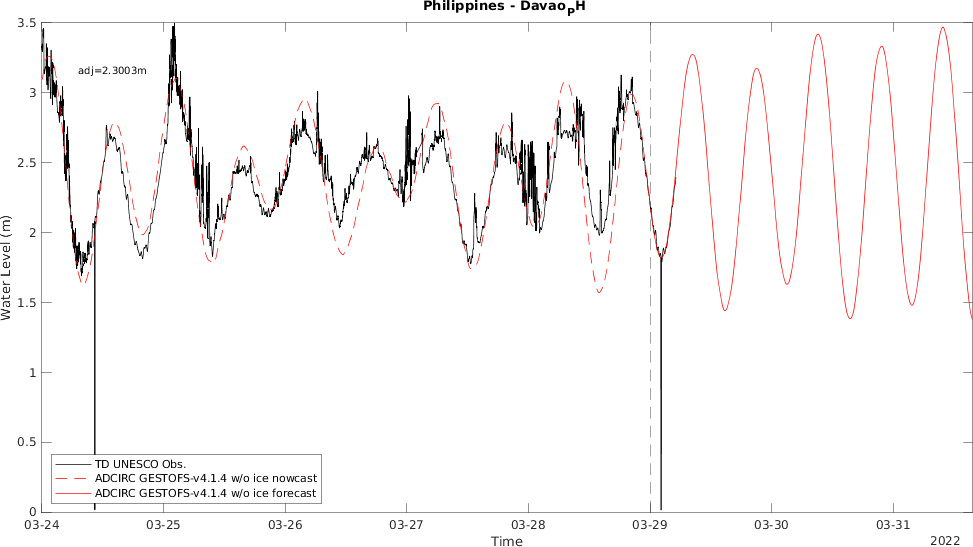 Philippines - Davao_pH
3.5
adj=2.3003m
3
2.5
2
1.5
1
0.5
0
Water Level (m)
TD UNESCO Obs.
ADCIRC GESTOFS-v4.1.4 w/o ice nowcast
ADCIRC GESTOFS-v4.1.4 w/o ice forecast
03-24 03-25 03-26 03-27 03-28 03-29 03-30 03-31
Time
2022